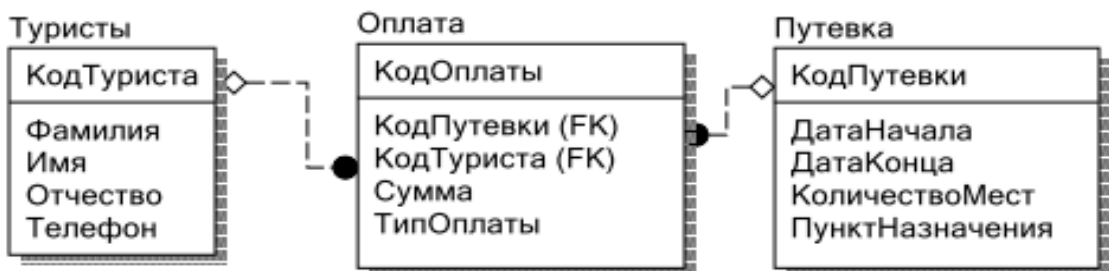 Туристы
КодТуриста
Фамилия
Имя
Отчество
Телефон
Оплата
КодОплаты
КодПутевки (FK)
КодТуриста (FK)
Сумма
ТипОплаты
Путевка
КодПутевки
ДатаНачала
ДатаКонца
КоличествоМест
ПунктНазначения